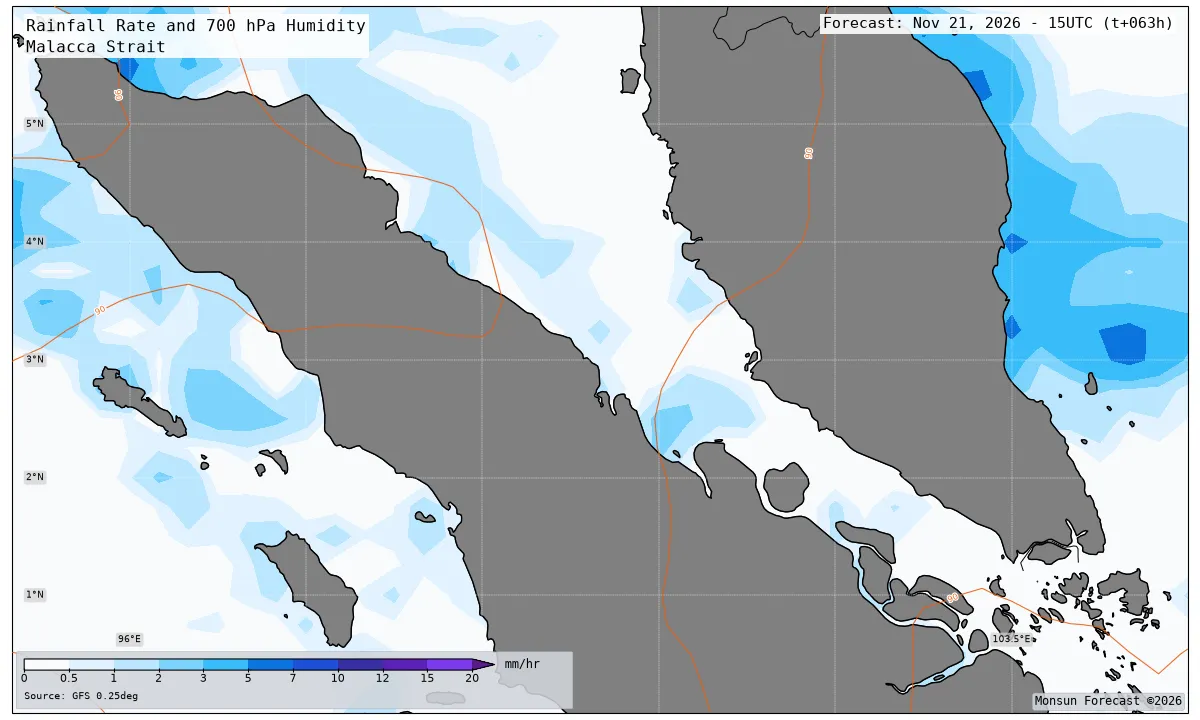 Rainfall Rate and 700 hPa Humidity
Malacca Strait
Forecast: Nov 21, 2026 - 15UTC (t+063h)
90
5°N
90
4°N
90
3°N
2°N
1°N
90
96°E
103.5°E
mm/hr
0 0.5 1 2 3 5 7 10 12 15 20
Source: GFS 0.25deg
Monsun Forecast ©2026